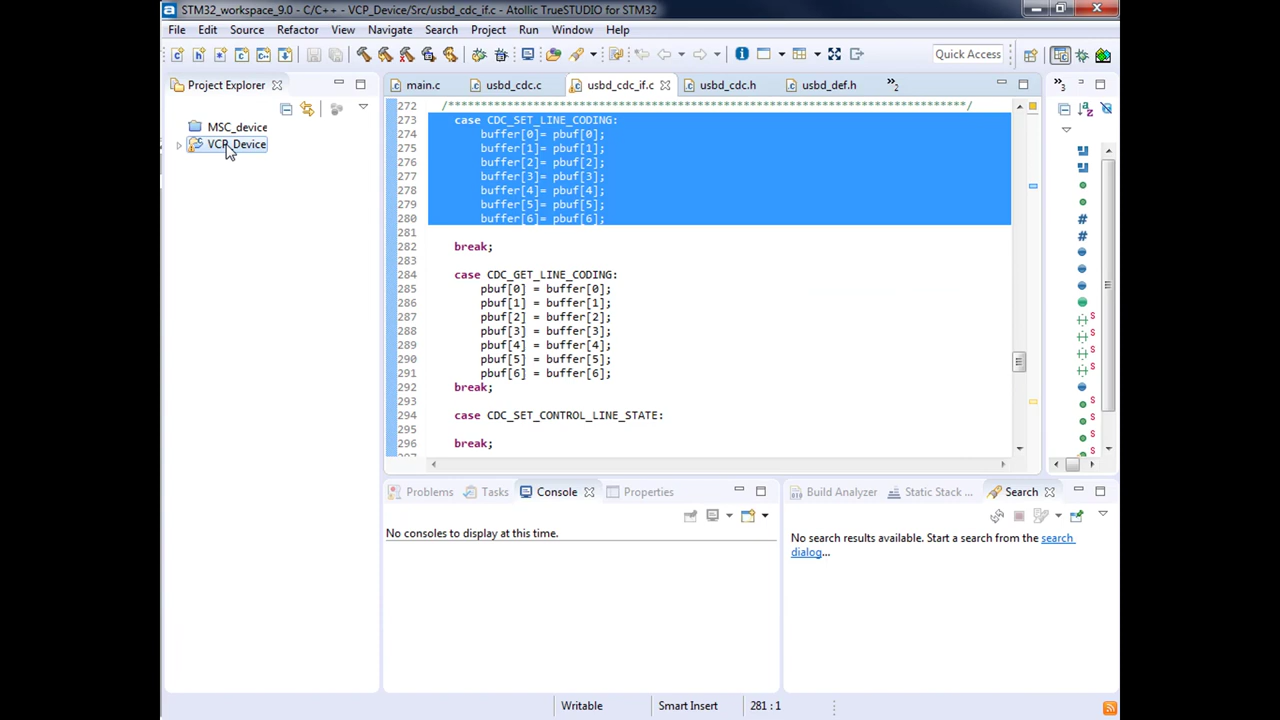 STM32_workspace_9.0 - C/C++ - VCP_Device/Src/usbd_cdc_if.c - Atollic TrueSTUDIO for STM32
File Edit Source Refactor View Navigate Search Project Run Window Help
Quick Access
Project Explorer
main.c usbd_cdc.c usbd_cdc_if.c usbd_cdc.h usbd_def.h »2 »3
MSC_device
VCP_Device
272 /*******************************************************************************/
273 case CDC_SET_LINE_CODING:
274 buffer[0]= pbuf[0];
275 buffer[1]= pbuf[1];
276 buffer[2]= pbuf[2];
277 buffer[3]= pbuf[3];
278 buffer[4]= pbuf[4];
279 buffer[5]= pbuf[5];
280 buffer[6]= pbuf[6];
281
282 break;
283
284 case CDC_GET_LINE_CODING:
285 pbuf[0] = buffer[0];
286 pbuf[1] = buffer[1];
287 pbuf[2] = buffer[2];
288 pbuf[3] = buffer[3];
289 pbuf[4] = buffer[4];
290 pbuf[5] = buffer[5];
291 pbuf[6] = buffer[6];
292 break;
293
294 case CDC_SET_CONTROL_LINE_STATE:
295
296 break;
Problems Tasks Console Properties
No consoles to display at this time.
Build Analyzer Static Stack ... Search
No search results available. Start a search from the search
dialog...
Writable Smart Insert 281 : 1